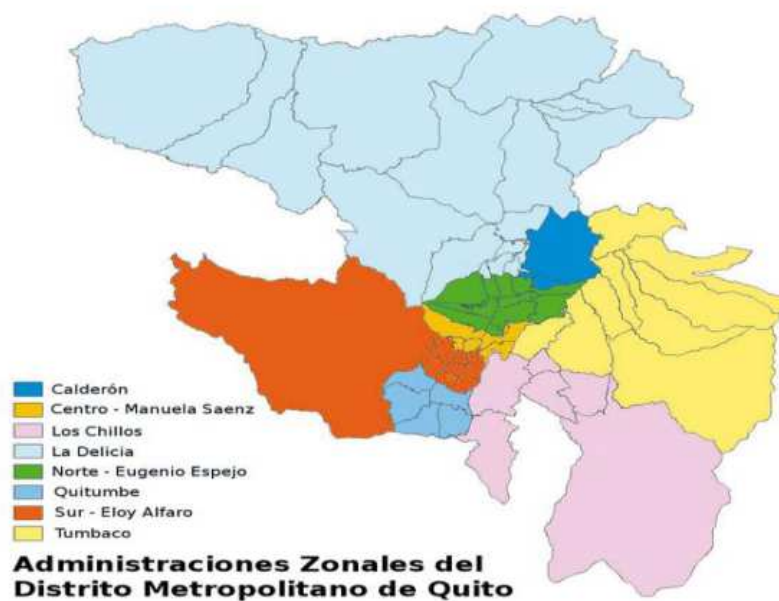 Calderón
Centro - Manuela Saenz
Los Chillos
La Delicia
Norte - Eugenio Espejo
Quitumbe
Sur - Eloy Alfaro
Tumbaco
Administraciones Zonales del
Distrito Metropolitano de Quito